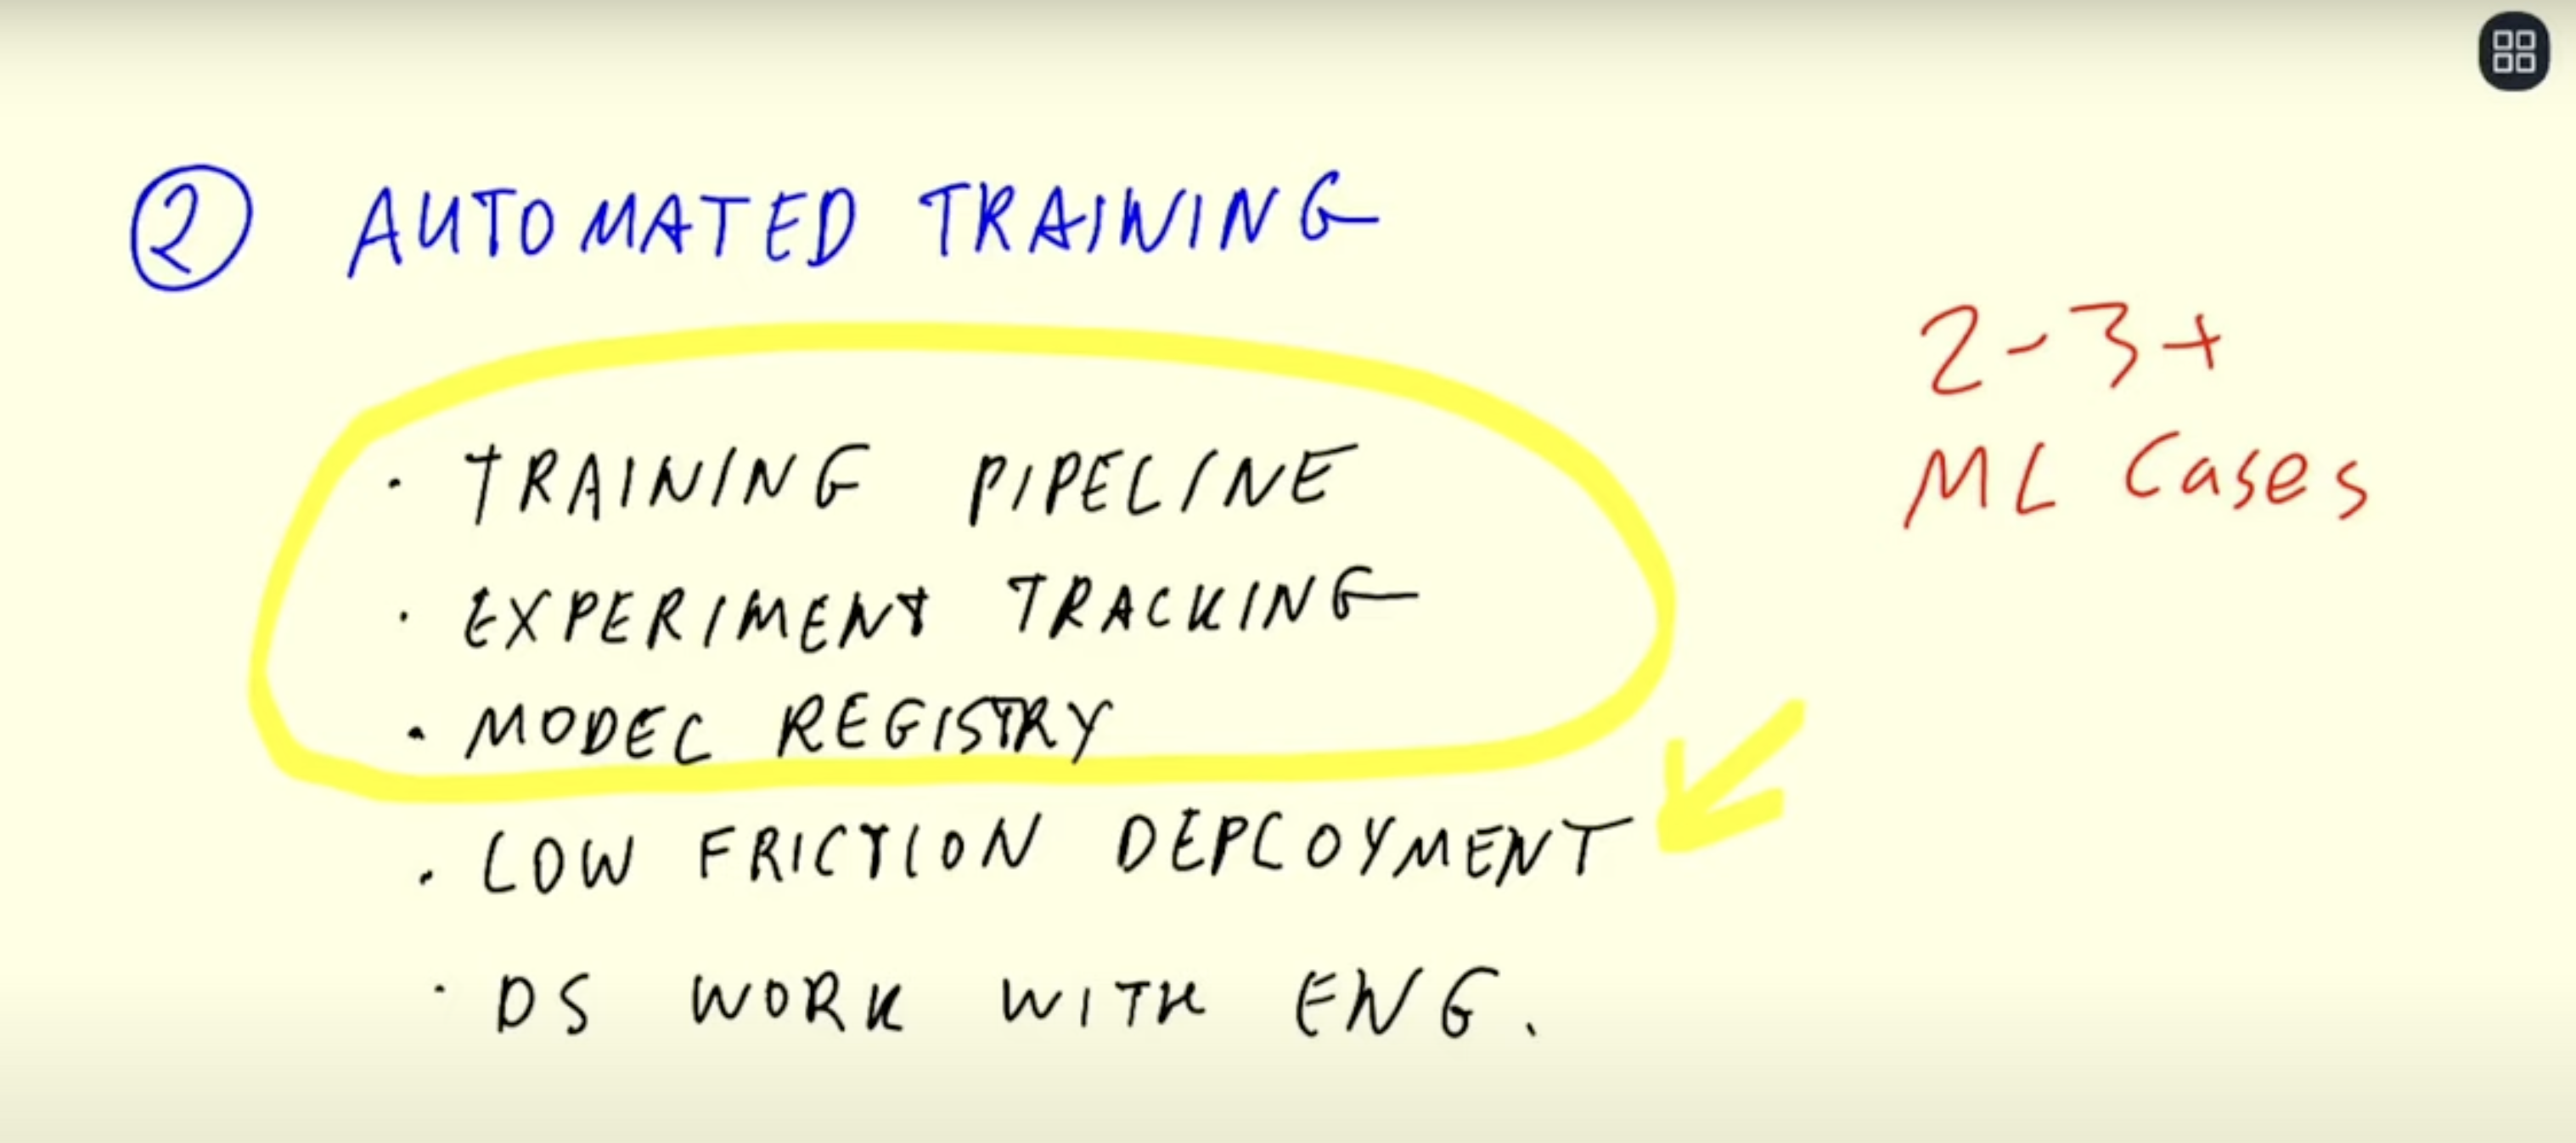 2 AUTOMATED TRAINING
2-3+
ML Cases
· TRAINING PIPELINE
· EXPERIMENT TRACKING
· MODEL REGISTRY
· LOW FRICTION DEPLOYMENT
· DS WORK WITH ENG.